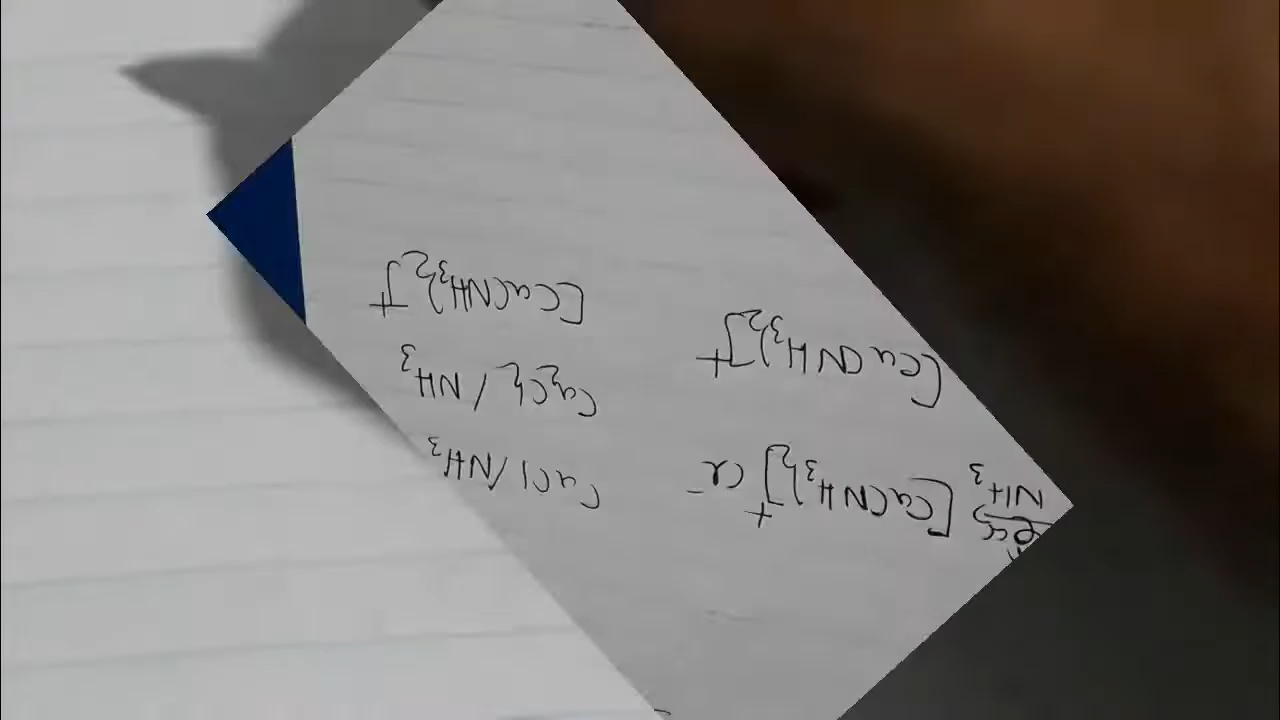 NH₃
[Cu(NH₃)₂]⁺ Cl⁻
CuCl/NH₃
[Cu(NH₃)₂]⁺
Cu₂Cl₂/NH₃
[Cu(NH₃)₂]⁺